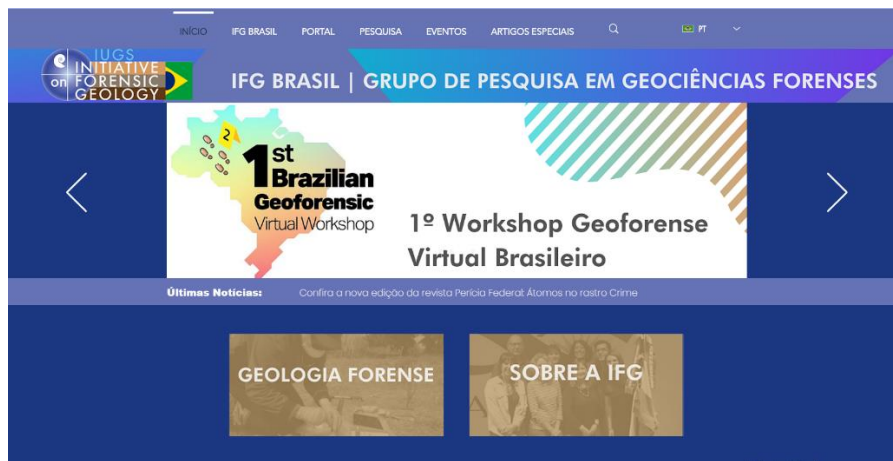 INÍCIO IFG BRASIL PORTAL PESQUISA EVENTOS ARTIGOS ESPECIAIS PT
IUGS
INITIATIVE
on FORENSIC
GEOLOGY
IFG BRASIL | GRUPO DE PESQUISA EM GEOCIÊNCIAS FORENSES
2
1st
Brazilian
Geoforensic
Virtual Workshop
1º Workshop Geoforense
Virtual Brasileiro
Últimas Notícias: Confira a nova edição da revista Perícia Federal: Átomos no rastro Crime
GEOLOGIA FORENSE
SOBRE A IFG